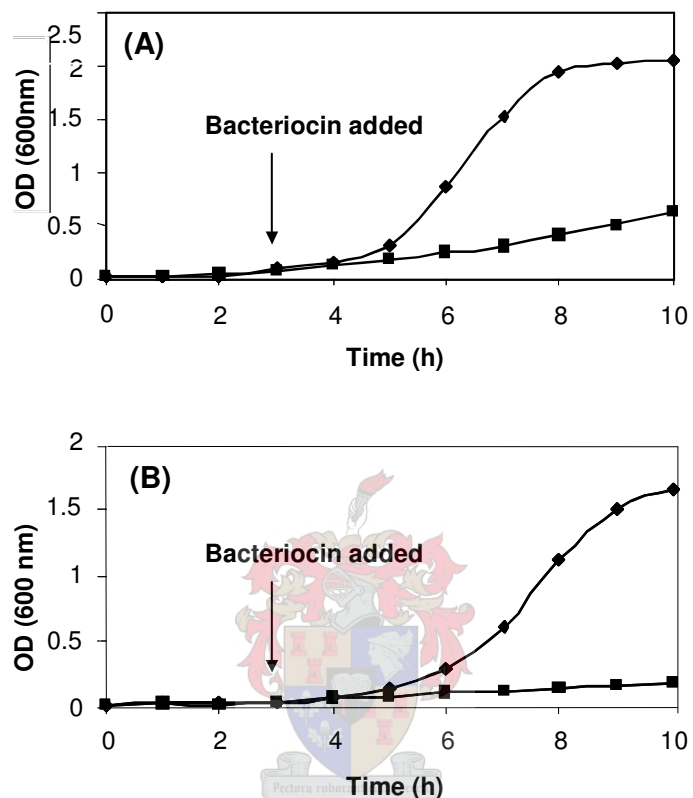 (A)
OD (600nm)
2.5
2
1.5
1
0.5
0
Bacteriocin added
0 2 4 6 8 10
Time (h)
(B)
OD (600 nm)
2
1.5
1
0.5
0
Bacteriocin added
0 2 4 6 8 10
Time (h)
Pectora roborant